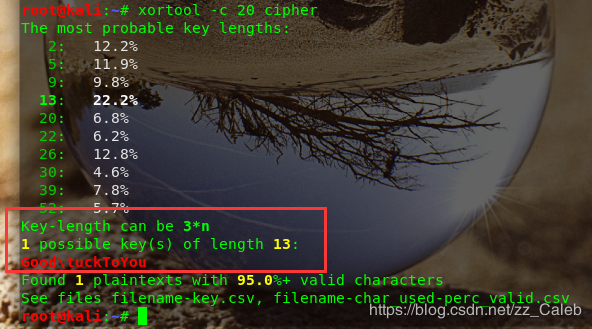 root@kali:~# xortool -c 20 cipher
The most probable key lengths:
2: 12.2%
5: 11.9%
9: 9.8%
13: 22.2%
20: 6.8%
22: 6.2%
26: 12.8%
30: 4.6%
39: 7.8%
52: 5.7%
Key-length can be 3*n
1 possible key(s) of length 13:
Good\tuckToYou
Found 1 plaintexts with 95.0%+ valid characters
See files filename-key.csv, filename-char_used-perc_valid.csv
root@kali:~#
https://blog.csdn.net/zz_Caleb